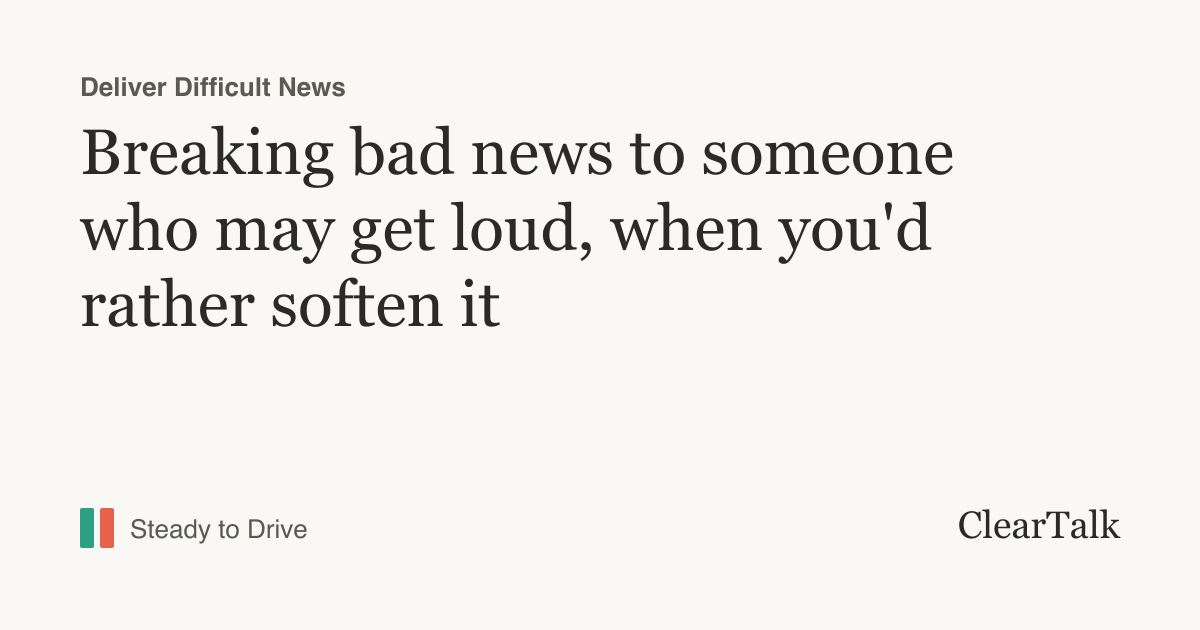 Deliver Difficult News
Breaking bad news to someone
who may get loud, when you'd
rather soften it
Steady to Drive
ClearTalk